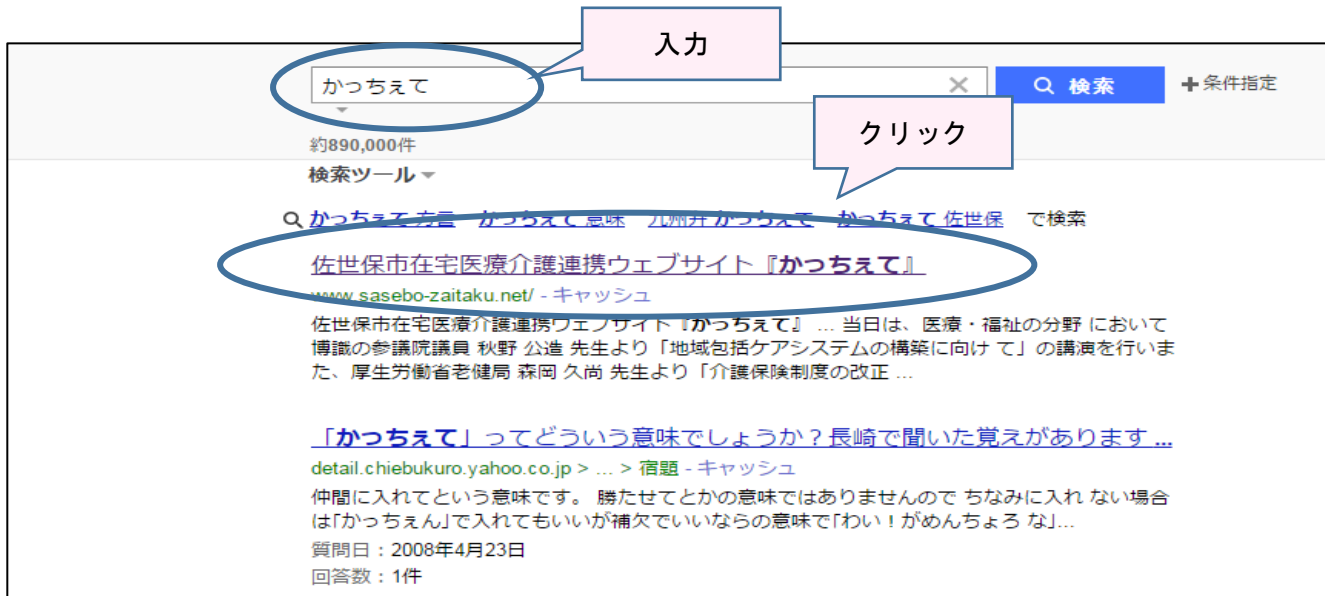 入力
かっちぇて
検索
条件指定
クリック
約890,000件
検索ツール
かっちぇて 方言 かっちぇて 意味 九州弁 かっちぇて かっちぇて 佐世保 で検索
佐世保市在宅医療介護連携ウェブサイト『かっちぇて』
www.sasebo-zaitaku.net/ - キャッシュ
佐世保市在宅医療介護連携ウェブサイト『かっちぇて』 ... 当日は、医療・福祉の分野 において
博識の参議院議員 秋野 公造 先生より「地域包括ケアシステムの構築に向け て」の講演を行いま
た、厚生労働省老健局 森岡 久尚 先生より「介護保険制度の改正 ...
「かっちぇて」ってどういう意味でしょうか？長崎で聞いた覚えがあります ...
detail.chiebukuro.yahoo.co.jp > ... > 宿題 - キャッシュ
仲間に入れてという意味です。 勝たせてとかの意味ではありませんので ちなみに入れ ない場合
は｢かっちぇん｣で入れてもいいが補欠でいいならの意味で｢わい！がめんちょろ な｣...
質問日：2008年4月23日
回答数：1件